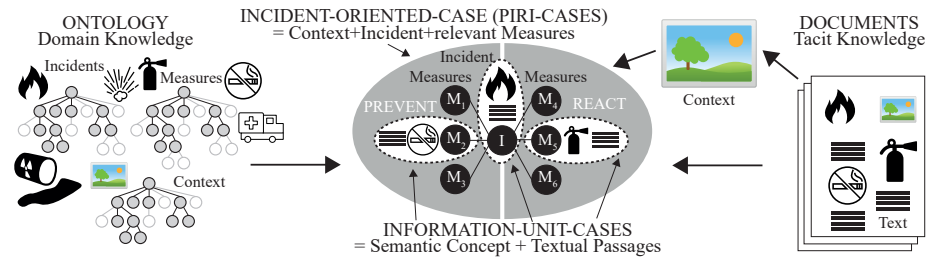 ONTOLOGY
Domain Knowledge
Incidents
Measures
Context
INCIDENT-ORIENTED-CASE (PIRI-CASES)
= Context+Incident+relevant Measures
Incident
Measures
Measures
PREVENT
REACT
M1
M2
M3
I
M4
M5
M6
INFORMATION-UNIT-CASES
= Semantic Concept + Textual Passages
Context
DOCUMENTS
Tacit Knowledge
Text